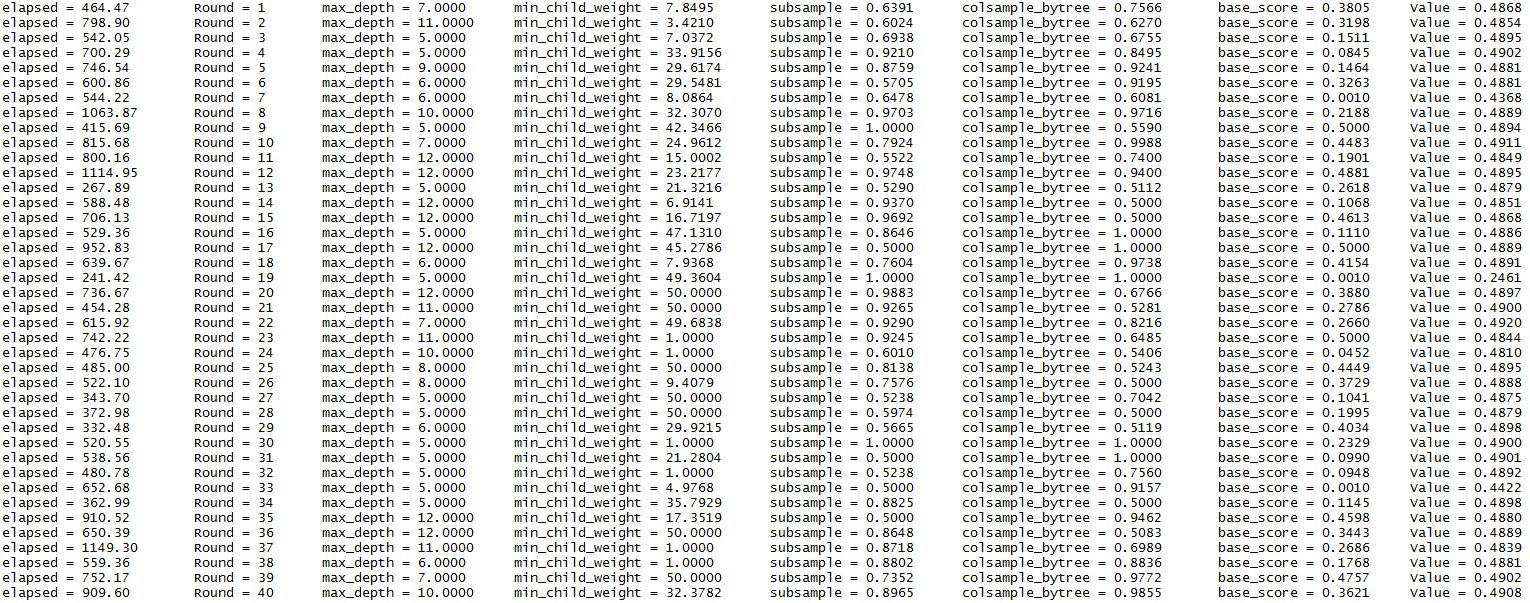 elapsed = 464.47 Round = 1 max_depth = 7.0000 min_child_weight = 7.8495 subsample = 0.6391 colsample_bytree = 0.7566 base_score = 0.3805 Value = 0.4868
elapsed = 798.90 Round = 2 max_depth = 11.0000 min_child_weight = 3.4210 subsample = 0.6024 colsample_bytree = 0.6270 base_score = 0.3198 Value = 0.4854
elapsed = 542.05 Round = 3 max_depth = 5.0000 min_child_weight = 7.0372 subsample = 0.6938 colsample_bytree = 0.6755 base_score = 0.1511 Value = 0.4895
elapsed = 700.29 Round = 4 max_depth = 5.0000 min_child_weight = 33.9156 subsample = 0.9210 colsample_bytree = 0.8495 base_score = 0.0845 Value = 0.4902
elapsed = 746.54 Round = 5 max_depth = 9.0000 min_child_weight = 29.6174 subsample = 0.8759 colsample_bytree = 0.9241 base_score = 0.1464 Value = 0.4881
elapsed = 600.86 Round = 6 max_depth = 6.0000 min_child_weight = 29.5481 subsample = 0.5705 colsample_bytree = 0.9195 base_score = 0.3263 Value = 0.4881
elapsed = 544.22 Round = 7 max_depth = 6.0000 min_child_weight = 8.0864 subsample = 0.6478 colsample_bytree = 0.6081 base_score = 0.0010 Value = 0.4368
elapsed = 1063.87 Round = 8 max_depth = 10.0000 min_child_weight = 32.3070 subsample = 0.9703 colsample_bytree = 0.9716 base_score = 0.2188 Value = 0.4889
elapsed = 415.69 Round = 9 max_depth = 5.0000 min_child_weight = 42.3466 subsample = 1.0000 colsample_bytree = 0.5590 base_score = 0.5000 Value = 0.4894
elapsed = 815.68 Round = 10 max_depth = 7.0000 min_child_weight = 24.9612 subsample = 0.7924 colsample_bytree = 0.9988 base_score = 0.4483 Value = 0.4911
elapsed = 800.16 Round = 11 max_depth = 12.0000 min_child_weight = 15.0002 subsample = 0.5522 colsample_bytree = 0.7400 base_score = 0.1901 Value = 0.4849
elapsed = 1114.95 Round = 12 max_depth = 12.0000 min_child_weight = 23.2177 subsample = 0.9748 colsample_bytree = 0.9400 base_score = 0.4881 Value = 0.4895
elapsed = 267.89 Round = 13 max_depth = 5.0000 min_child_weight = 21.3216 subsample = 0.5290 colsample_bytree = 0.5112 base_score = 0.2618 Value = 0.4879
elapsed = 588.48 Round = 14 max_depth = 12.0000 min_child_weight = 6.9141 subsample = 0.9370 colsample_bytree = 0.5000 base_score = 0.1068 Value = 0.4851
elapsed = 706.13 Round = 15 max_depth = 12.0000 min_child_weight = 16.7197 subsample = 0.9692 colsample_bytree = 0.5000 base_score = 0.4613 Value = 0.4868
elapsed = 529.36 Round = 16 max_depth = 5.0000 min_child_weight = 47.1310 subsample = 0.8646 colsample_bytree = 1.0000 base_score = 0.1110 Value = 0.4886
elapsed = 952.83 Round = 17 max_depth = 12.0000 min_child_weight = 45.2786 subsample = 0.5000 colsample_bytree = 1.0000 base_score = 0.5000 Value = 0.4889
elapsed = 639.67 Round = 18 max_depth = 6.0000 min_child_weight = 7.9368 subsample = 0.7604 colsample_bytree = 0.9738 base_score = 0.4154 Value = 0.4891
elapsed = 241.42 Round = 19 max_depth = 5.0000 min_child_weight = 49.3604 subsample = 1.0000 colsample_bytree = 1.0000 base_score = 0.0010 Value = 0.2461
elapsed = 736.67 Round = 20 max_depth = 12.0000 min_child_weight = 50.0000 subsample = 0.9883 colsample_bytree = 0.6766 base_score = 0.3880 Value = 0.4897
elapsed = 454.28 Round = 21 max_depth = 11.0000 min_child_weight = 50.0000 subsample = 0.9265 colsample_bytree = 0.5281 base_score = 0.2786 Value = 0.4900
elapsed = 615.92 Round = 22 max_depth = 7.0000 min_child_weight = 49.6838 subsample = 0.9290 colsample_bytree = 0.8216 base_score = 0.2660 Value = 0.4920
elapsed = 742.22 Round = 23 max_depth = 11.0000 min_child_weight = 1.0000 subsample = 0.9245 colsample_bytree = 0.6485 base_score = 0.5000 Value = 0.4844
elapsed = 476.75 Round = 24 max_depth = 10.0000 min_child_weight = 1.0000 subsample = 0.6010 colsample_bytree = 0.5406 base_score = 0.0452 Value = 0.4810
elapsed = 485.00 Round = 25 max_depth = 8.0000 min_child_weight = 50.0000 subsample = 0.8138 colsample_bytree = 0.5243 base_score = 0.4449 Value = 0.4895
elapsed = 522.10 Round = 26 max_depth = 8.0000 min_child_weight = 9.4079 subsample = 0.7576 colsample_bytree = 0.5000 base_score = 0.3729 Value = 0.4888
elapsed = 343.70 Round = 27 max_depth = 5.0000 min_child_weight = 50.0000 subsample = 0.5238 colsample_bytree = 0.7042 base_score = 0.1041 Value = 0.4875
elapsed = 372.98 Round = 28 max_depth = 5.0000 min_child_weight = 50.0000 subsample = 0.5974 colsample_bytree = 0.5000 base_score = 0.1995 Value = 0.4879
elapsed = 332.48 Round = 29 max_depth = 6.0000 min_child_weight = 29.9215 subsample = 0.5665 colsample_bytree = 0.5119 base_score = 0.4034 Value = 0.4898
elapsed = 520.55 Round = 30 max_depth = 5.0000 min_child_weight = 1.0000 subsample = 1.0000 colsample_bytree = 1.0000 base_score = 0.2329 Value = 0.4900
elapsed = 538.56 Round = 31 max_depth = 5.0000 min_child_weight = 21.2804 subsample = 0.5000 colsample_bytree = 1.0000 base_score = 0.0990 Value = 0.4901
elapsed = 480.78 Round = 32 max_depth = 5.0000 min_child_weight = 1.0000 subsample = 0.5238 colsample_bytree = 0.7560 base_score = 0.0948 Value = 0.4892
elapsed = 652.68 Round = 33 max_depth = 5.0000 min_child_weight = 4.9768 subsample = 0.5000 colsample_bytree = 0.9157 base_score = 0.0010 Value = 0.4422
elapsed = 362.99 Round = 34 max_depth = 5.0000 min_child_weight = 35.7929 subsample = 0.8825 colsample_bytree = 0.5000 base_score = 0.1145 Value = 0.4898
elapsed = 910.52 Round = 35 max_depth = 12.0000 min_child_weight = 17.3519 subsample = 0.5000 colsample_bytree = 0.9462 base_score = 0.4598 Value = 0.4880
elapsed = 650.39 Round = 36 max_depth = 12.0000 min_child_weight = 50.0000 subsample = 0.8648 colsample_bytree = 0.5083 base_score = 0.3443 Value = 0.4889
elapsed = 1149.30 Round = 37 max_depth = 11.0000 min_child_weight = 1.0000 subsample = 0.8718 colsample_bytree = 0.6989 base_score = 0.2686 Value = 0.4839
elapsed = 559.36 Round = 38 max_depth = 6.0000 min_child_weight = 1.0000 subsample = 0.8802 colsample_bytree = 0.8836 base_score = 0.1768 Value = 0.4881
elapsed = 752.17 Round = 39 max_depth = 7.0000 min_child_weight = 50.0000 subsample = 0.7352 colsample_bytree = 0.9772 base_score = 0.4757 Value = 0.4902
elapsed = 909.60 Round = 40 max_depth = 10.0000 min_child_weight = 32.3782 subsample = 0.8965 colsample_bytree = 0.9855 base_score = 0.3621 Value = 0.4908